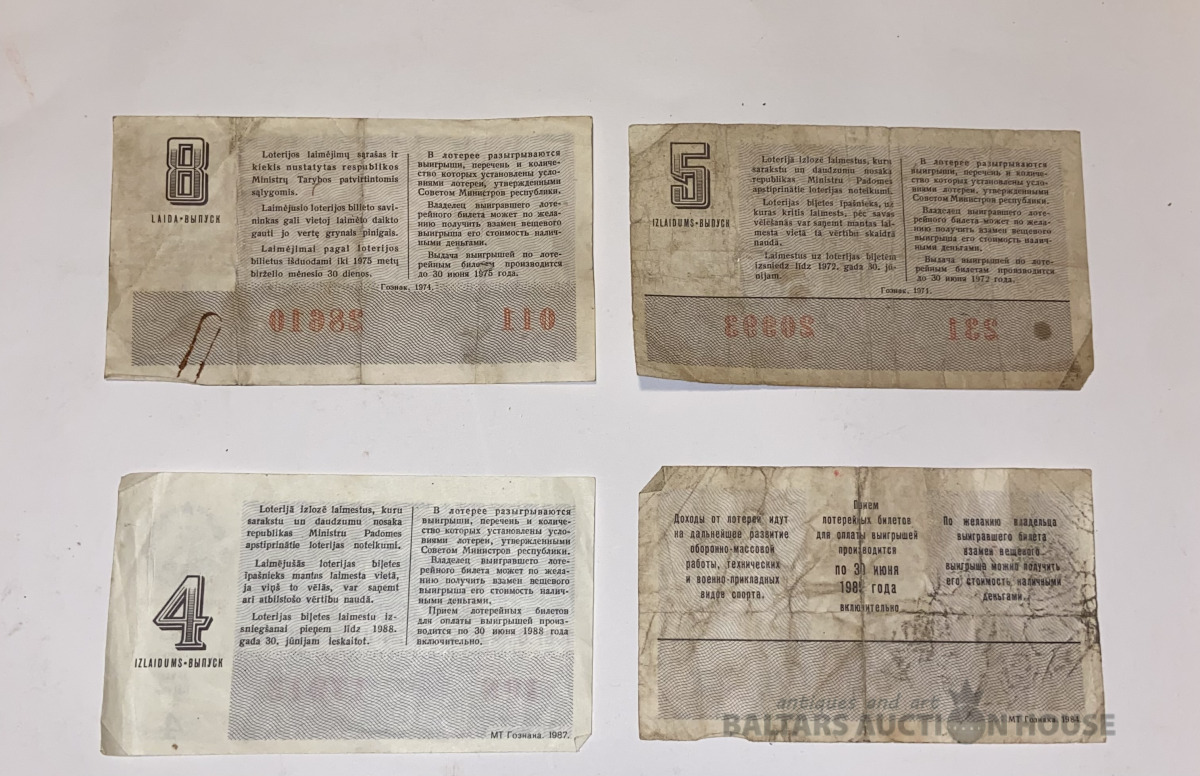 8
LAIDA•ВЫПУСК
Loterijos laimėjimų sąrašas ir
kiekis nustatytas respublikos
Ministrų Tarybos patvirtintomis
sąlygomis.
Laimėjusio loterijos bilieto savi-
ninkas gali vietoj laimėto daikto
gauti jo vertę grynais pinigais.
Laimėjimai pagal loterijos
bilietus išduodami iki 1975 metų
birželio mėnesio 30 dienos.
В лотерее разыгрываются
выигрыши, перечень и количе-
ство которых установлены усло-
виями лотереи, утвержденными
Советом Министров республики.
Владелец выигравшего лоте-
рейного билета может по жела-
нию получить взамен вещевого
выигрыша его стоимость налич-
ными деньгами.
Выдача выигрышей по лоте-
рейным билетам производится
до 30 июня 1975 года.
Гознак. 1974.
28610 011
5
IZLAIDUMS•ВЫПУСК
Loterijā izlozē laimestus, kuru
sarakstu un daudzumu nosaka
republikas Ministru Padomes
apstiprinātie loterijas noteikumi.
Loterijas biļetes īpašnieks, uz
kuras kritis laimests, pēc savas
vēlēšanās var saņemt mantas lai-
mesta vietā tā vērtību skaidrā
naudā.
Laimestus uz loterijas biļetēm
izsniedz līdz 1972. gada 30. jū-
nijam.
В лотерее разыгрываются
выигрыши, перечень и количе-
ство которых установлены усло-
виями лотереи, утвержденными
Советом Министров республики.
Владелец выигравшего лоте-
рейного билета может по жела-
нию получить взамен вещевого
выигрыша его стоимость налич-
ными деньгами.
Выдача выигрышей по лоте-
рейным билетам производится
до 30 июня 1972 года.
Гознак. 1971.
20993 231
4
IZLAIDUMS•ВЫПУСК
Loterijā izlozē laimestus, kuru
sarakstu un daudzumu nosaka
republikas Ministru Padomes
apstiprinātie loterijas noteikumi.
Laimējušās loterijas biļetes
īpašnieks mantas laimesta vietā,
ja viņš to vēlās, var saņemt
arī atbilstošo vērtību naudā.
Loterijas biļetes laimestu iz-
sniegšanai pieņem līdz 1988.
gada 30. jūnijam ieskaitot.
В лотерее разыгрываются
выигрыши, перечень и количе-
ство которых установлены усло-
виями лотереи, утвержденными
Советом Министров республики.
Владелец выигравшего лоте-
рейного билета может по жела-
нию получить взамен вещевого
выигрыша его стоимость налич-
ными деньгами.
Прием лотерейных билетов
для оплаты выигрышей произ-
водится по 30 июня 1988 года
включительно.
МТ Гознака. 1987.
Доходы от лотереи идут
на дальнейшее развитие
оборонно-массовой
работы, технических
и военно-прикладных
видов спорта.
Прием
лотерейных билетов
для оплаты выигрышей
производится
по 30 июня
1985 года
включительно
По желанию владельца
выигравшего билета
взамен вещевого
выигрыша можно получить
его стоимость наличными
деньгами.
МТ Гознака. 1984.
antiques and art
BALTARS AUCTION HOUSE